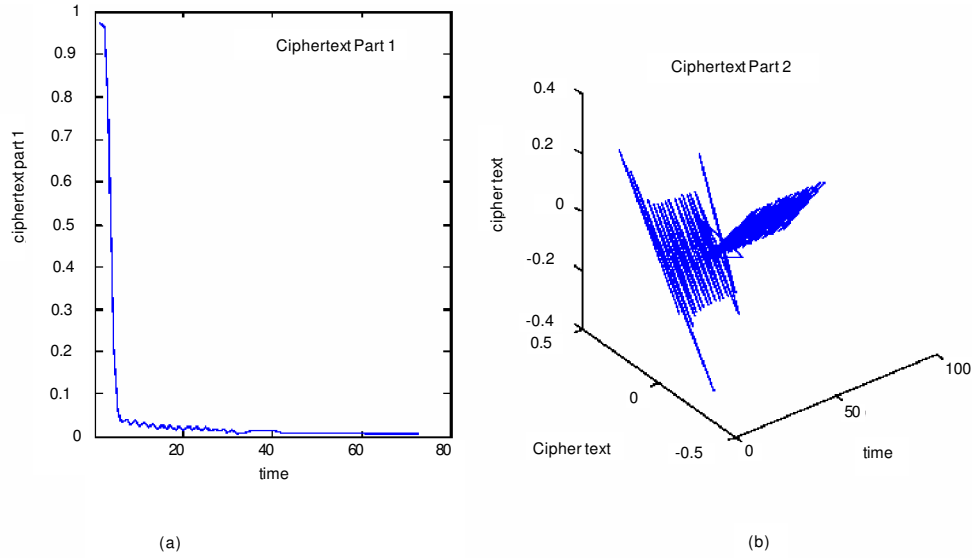 Ciphertext Part 1
1
0.9
0.8
0.7
0.6
0.5
0.4
0.3
0.2
0.1
0
ciphertext part 1
20
40
60
80
time
(a)
Ciphertext Part 2
0.4
0.2
0
-0.2
-0.4
cipher text
0.5
0
-0.5
Cipher text
0
50
100
time
(b)